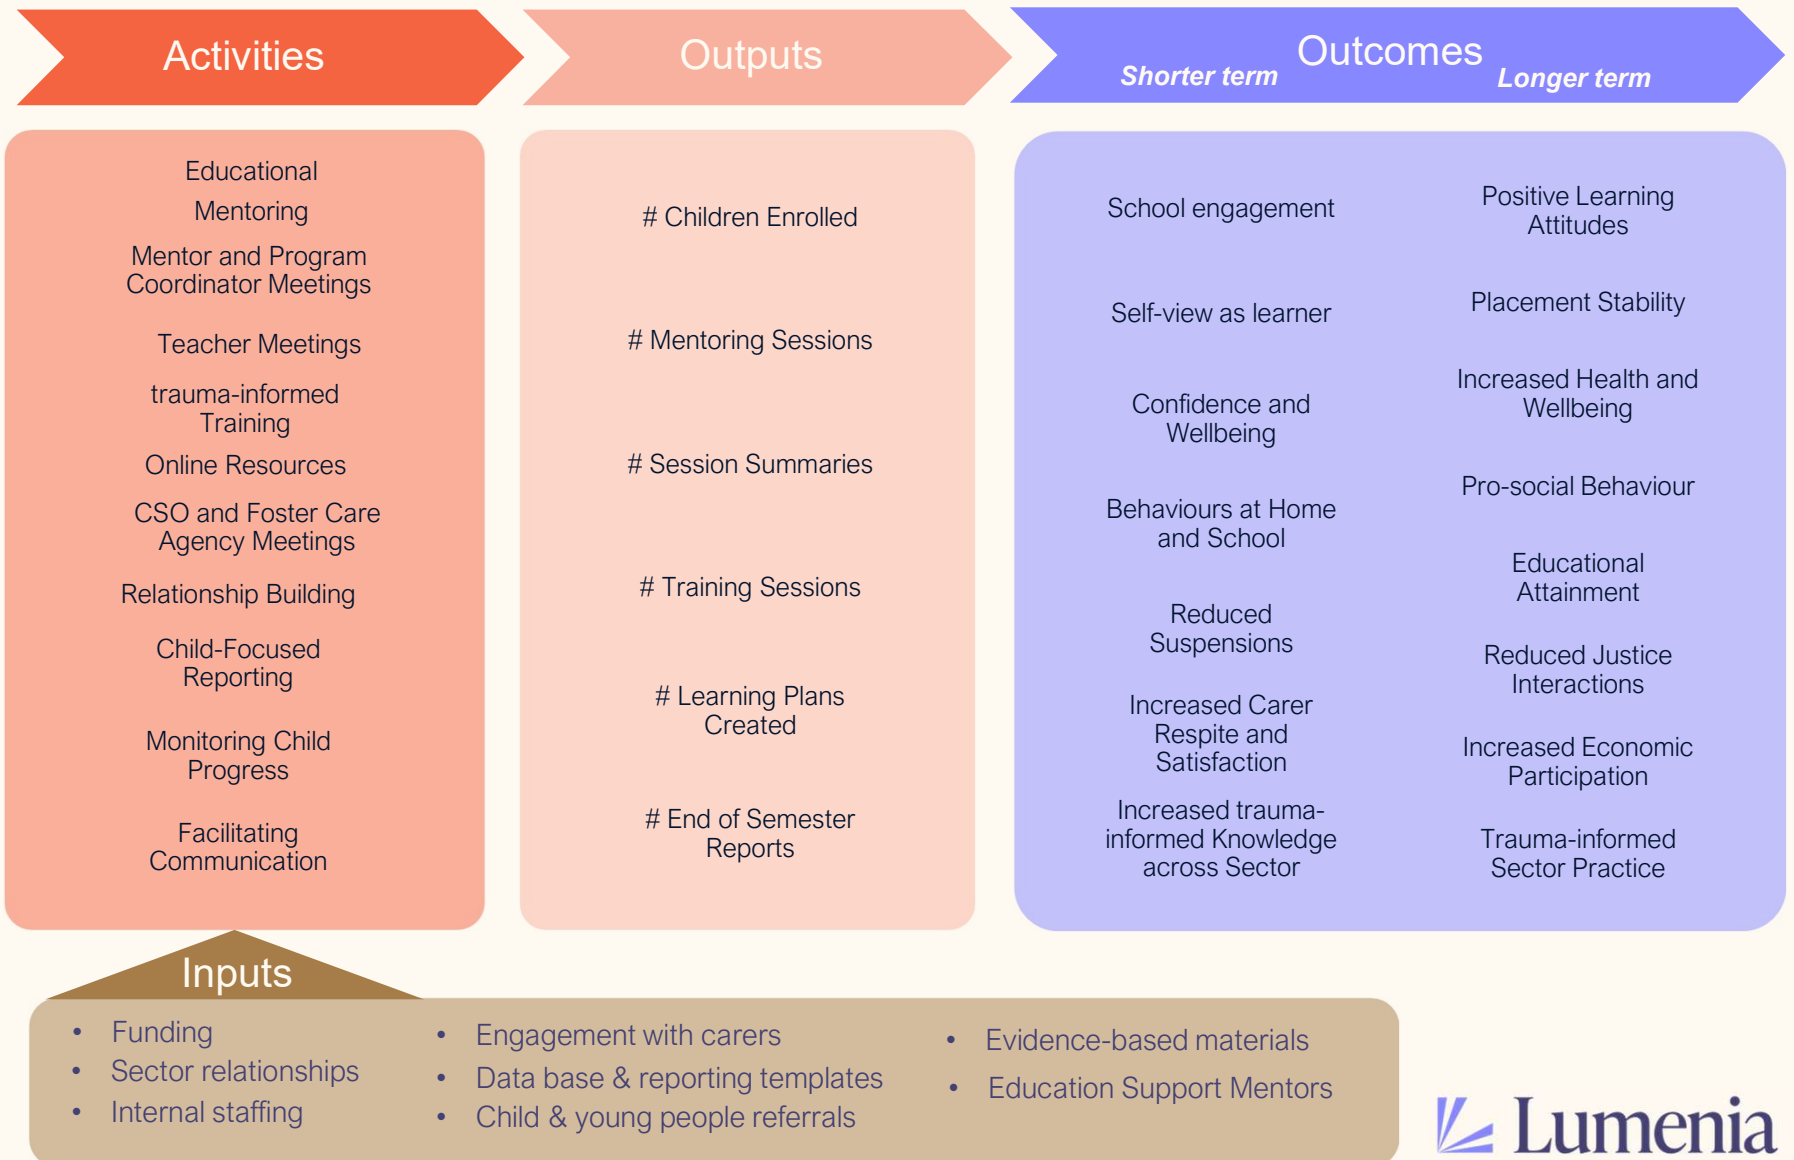 Activities
Outputs
Outcomes
Shorter term
Longer term
Educational
Mentoring
Mentor and Program
Coordinator Meetings
Teacher Meetings
trauma-informed
Training
Online Resources
CSO and Foster Care
Agency Meetings
Relationship Building
Child-Focused
Reporting
Monitoring Child
Progress
Facilitating
Communication
# Children Enrolled
# Mentoring Sessions
# Session Summaries
# Training Sessions
# Learning Plans
Created
# End of Semester
Reports
School engagement
Self-view as learner
Confidence and
Wellbeing
Behaviours at Home
and School
Reduced
Suspensions
Increased Carer
Respite and
Satisfaction
Increased trauma-
informed Knowledge
across Sector
Positive Learning
Attitudes
Placement Stability
Increased Health and
Wellbeing
Pro-social Behaviour
Educational
Attainment
Reduced Justice
Interactions
Increased Economic
Participation
Trauma-informed
Sector Practice
Inputs
• Funding
• Sector relationships
• Internal staffing
• Engagement with carers
• Data base & reporting templates
• Child & young people referrals
• Evidence-based materials
• Education Support Mentors
Lumenia